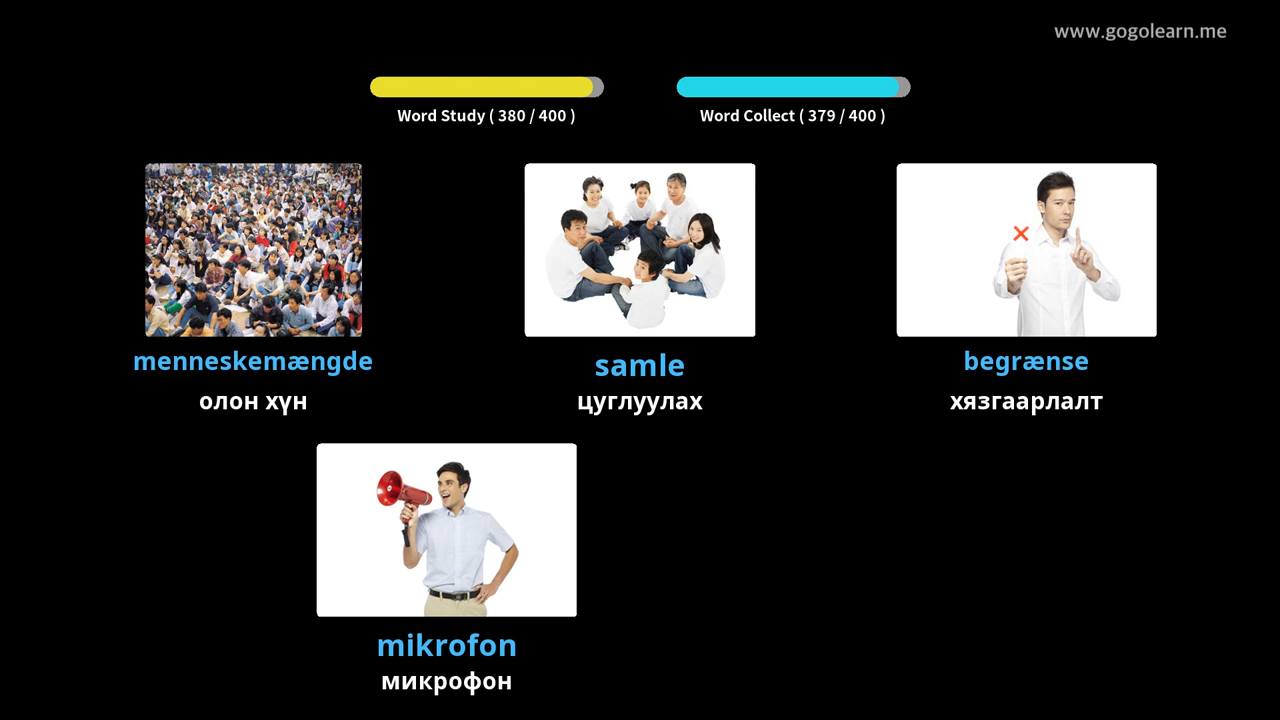 www.gogolearn.me
Word Study ( 380 / 400 )
Word Collect ( 379 / 400 )
menneskemængde
олон хүн
samle
цуглуулах
begrænse
хязгаарлалт
mikrofon
микрофон